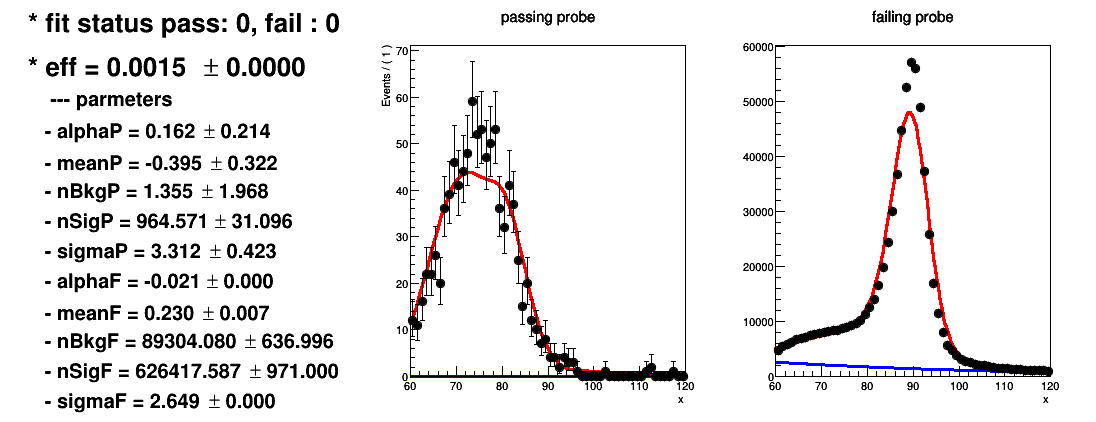 * fit status pass: 0, fail : 0
* eff = 0.0015 ± 0.0000
--- parmeters
- alphaP = 0.162 ± 0.214
- meanP = -0.395 ± 0.322
- nBkgP = 1.355 ± 1.968
- nSigP = 964.571 ± 31.096
- sigmaP = 3.312 ± 0.423
- alphaF = -0.021 ± 0.000
- meanF = 0.230 ± 0.007
- nBkgF = 89304.080 ± 636.996
- nSigF = 626417.587 ± 971.000
- sigmaF = 2.649 ± 0.000
passing probe
Events / ( 1 )
70
60
50
40
30
20
10
0
60 70 80 90 100 110 120
x
failing probe
60000
50000
40000
30000
20000
10000
0
60 70 80 90 100 110 120
x